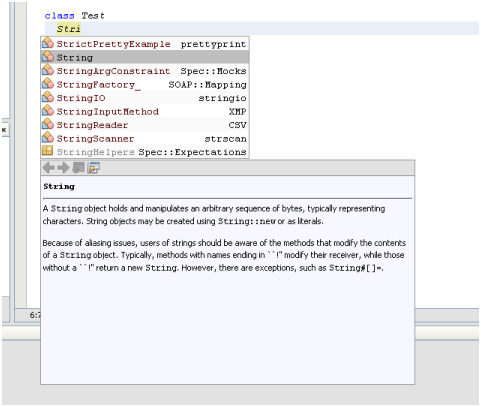 class Test
Stri
StrictPrettyExample prettyprint
String
StringArgConstraint Spec::Mocks
StringFactory_ SOAP::Mapping
StringIO stringio
StringInputMethod XMP
StringReader CSV
StringScanner strscan
StringHelpers Spec::Expectations
String
A String object holds and manipulates an arbitrary sequence of bytes, typically representing
characters. String objects may be created using String::new or as literals.
Because of aliasing issues, users of strings should be aware of the methods that modify the contents
of a String object. Typically, methods with names ending in ``!'' modify their receiver, while those
without a ``!'' return a new String. However, there are exceptions, such as String#[]=.